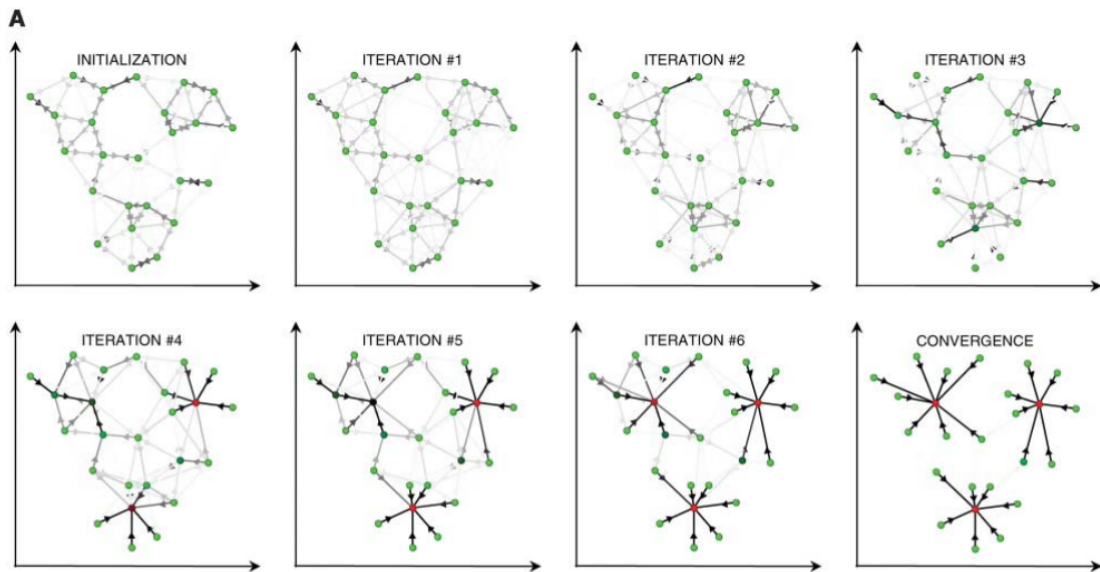 A
INITIALIZATION
ITERATION #1
ITERATION #2
ITERATION #3
ITERATION #4
ITERATION #5
ITERATION #6
CONVERGENCE